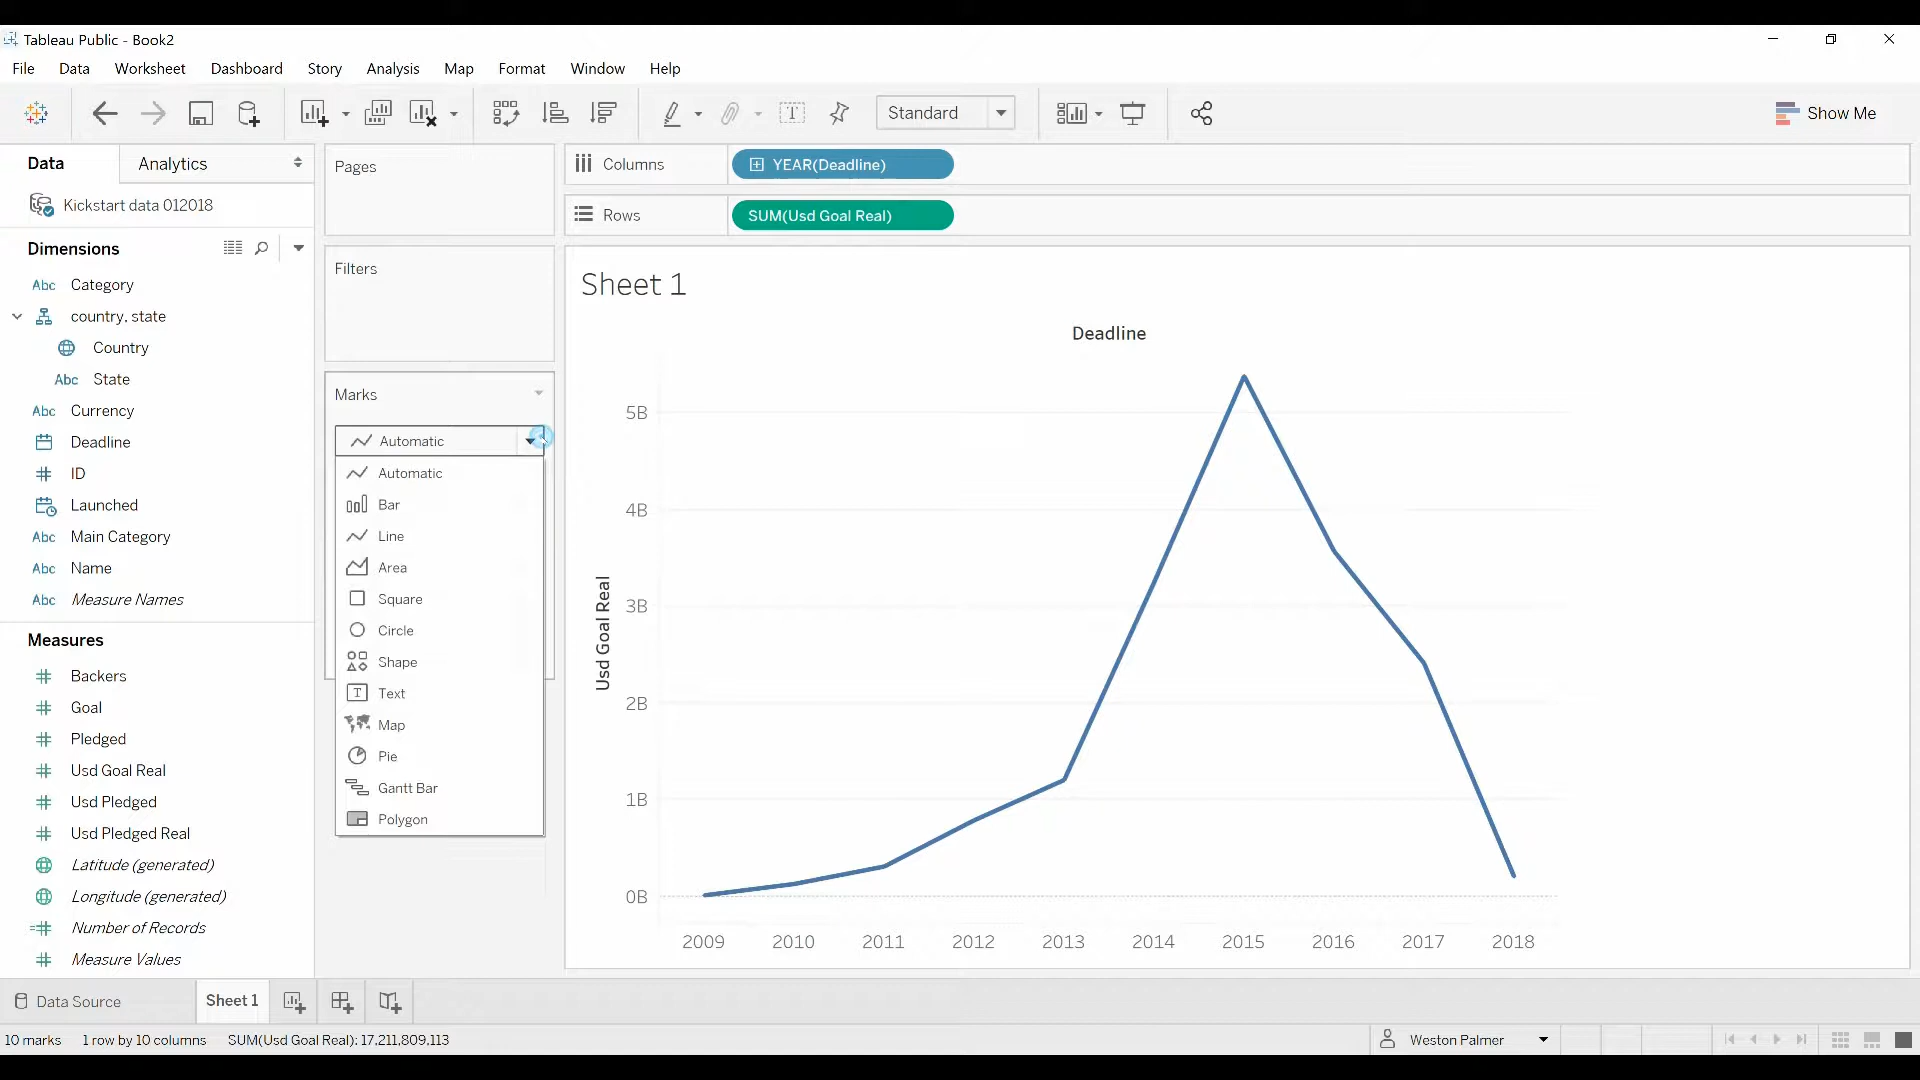 Tableau Public - Book2
File Data Worksheet Dashboard Story Analysis Map Format Window Help
Standard
Show Me
Data
Analytics
Kickstart data 012018
Dimensions
Abc Category
country, state
Country
Abc State
Abc Currency
Deadline
ID
Launched
Abc Main Category
Abc Name
Abc Measure Names
Measures
Backers
Goal
Pledged
Usd Goal Real
Usd Pledged
Usd Pledged Real
Latitude (generated)
Longitude (generated)
Number of Records
Measure Values
Pages
Filters
Marks
Automatic
Automatic
Bar
Line
Area
Square
Circle
Shape
T Text
Map
Pie
Gantt Bar
Polygon
Columns
YEAR(Deadline)
Rows
SUM(Usd Goal Real)
Sheet 1
Deadline
Usd Goal Real
5B
4B
3B
2B
1B
0B
2009 2010 2011 2012 2013 2014 2015 2016 2017 2018
Data Source
Sheet 1
10 marks 1 row by 10 columns SUM(Usd Goal Real): 17,211,809,113
Weston Palmer